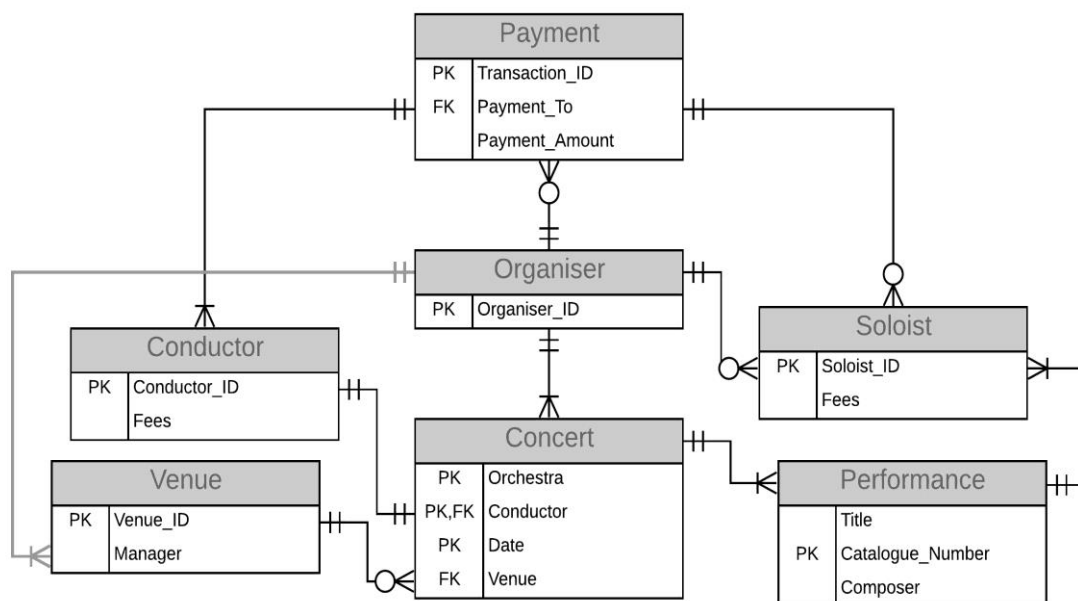 Payment
PK Transaction_ID
FK Payment_To
Payment_Amount
Organiser
PK Organiser_ID
Conductor
PK Conductor_ID
Fees
Soloist
PK Soloist_ID
Fees
Venue
PK Venue_ID
Manager
Concert
PK Orchestra
PK,FK Conductor
PK Date
FK Venue
Performance
Title
PK Catalogue_Number
Composer